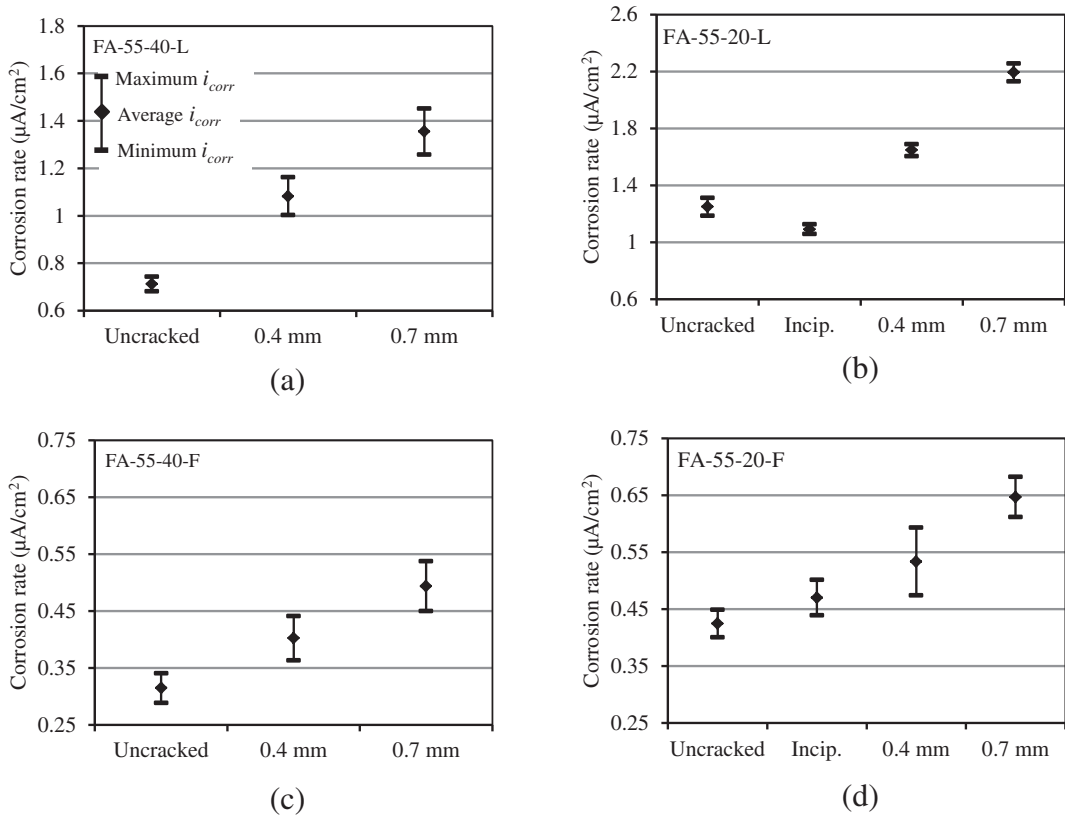 FA-55-40-L
Maximum i_corr
Average i_corr
Minimum i_corr
Corrosion rate (μA/cm2)
1.8
1.6
1.4
1.2
1
0.8
0.6
Uncracked 0.4 mm 0.7 mm
(a)
FA-55-20-L
Corrosion rate (μA/cm2)
2.6
2.2
1.8
1.4
1
0.6
Uncracked Incip. 0.4 mm 0.7 mm
(b)
FA-55-40-F
Corrosion rate (μA/cm2)
0.75
0.65
0.55
0.45
0.35
0.25
Uncracked 0.4 mm 0.7 mm
(c)
FA-55-20-F
Corrosion rate (μA/cm2)
0.75
0.65
0.55
0.45
0.35
0.25
Uncracked Incip. 0.4 mm 0.7 mm
(d)